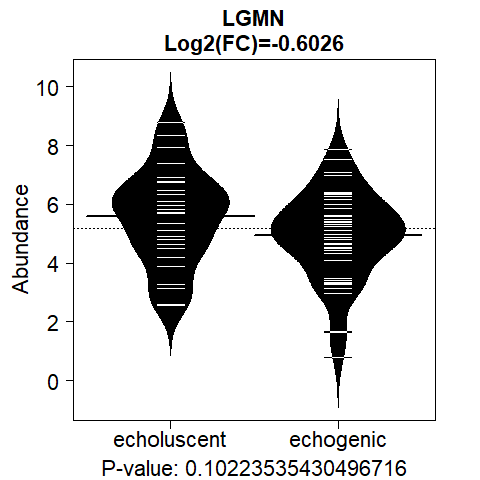 LGMN
Log2(FC)=-0.6026
Abundance
10
8
6
4
2
0
echoluscent echogenic
P-value: 0.10223535430496716